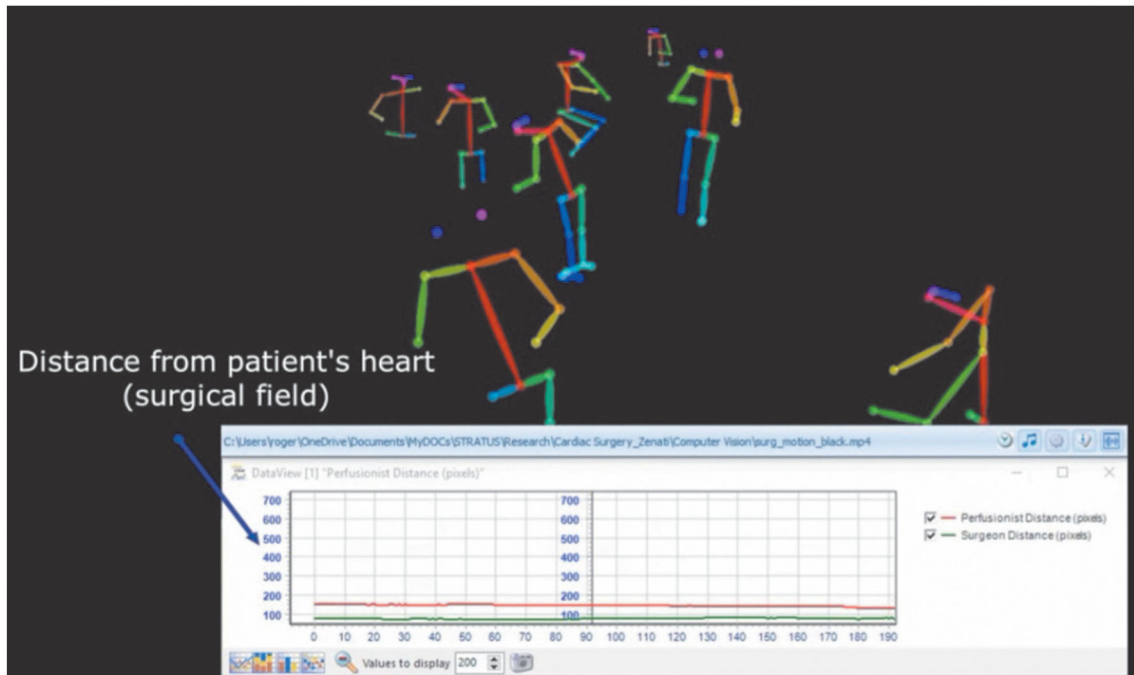 Distance from patient's heart
(surgical field)
C:\Users\roger\OneDrive\Documents\MyDOCs\STRATUS\Research\Cardiac Surgery_Zenati\Computer Vision\surg_motion_black.mp4
DataView [1] "Perfusionist Distance (pixels)"
700 700
600 600
500 500
400 400
300 300
200 200
100 100
Perfusionist Distance (pixels)
Surgeon Distance (pixels)
0 10 20 30 40 50 60 70 80 90 100 110 120 130 140 150 160 170 180 190
Values to display 200